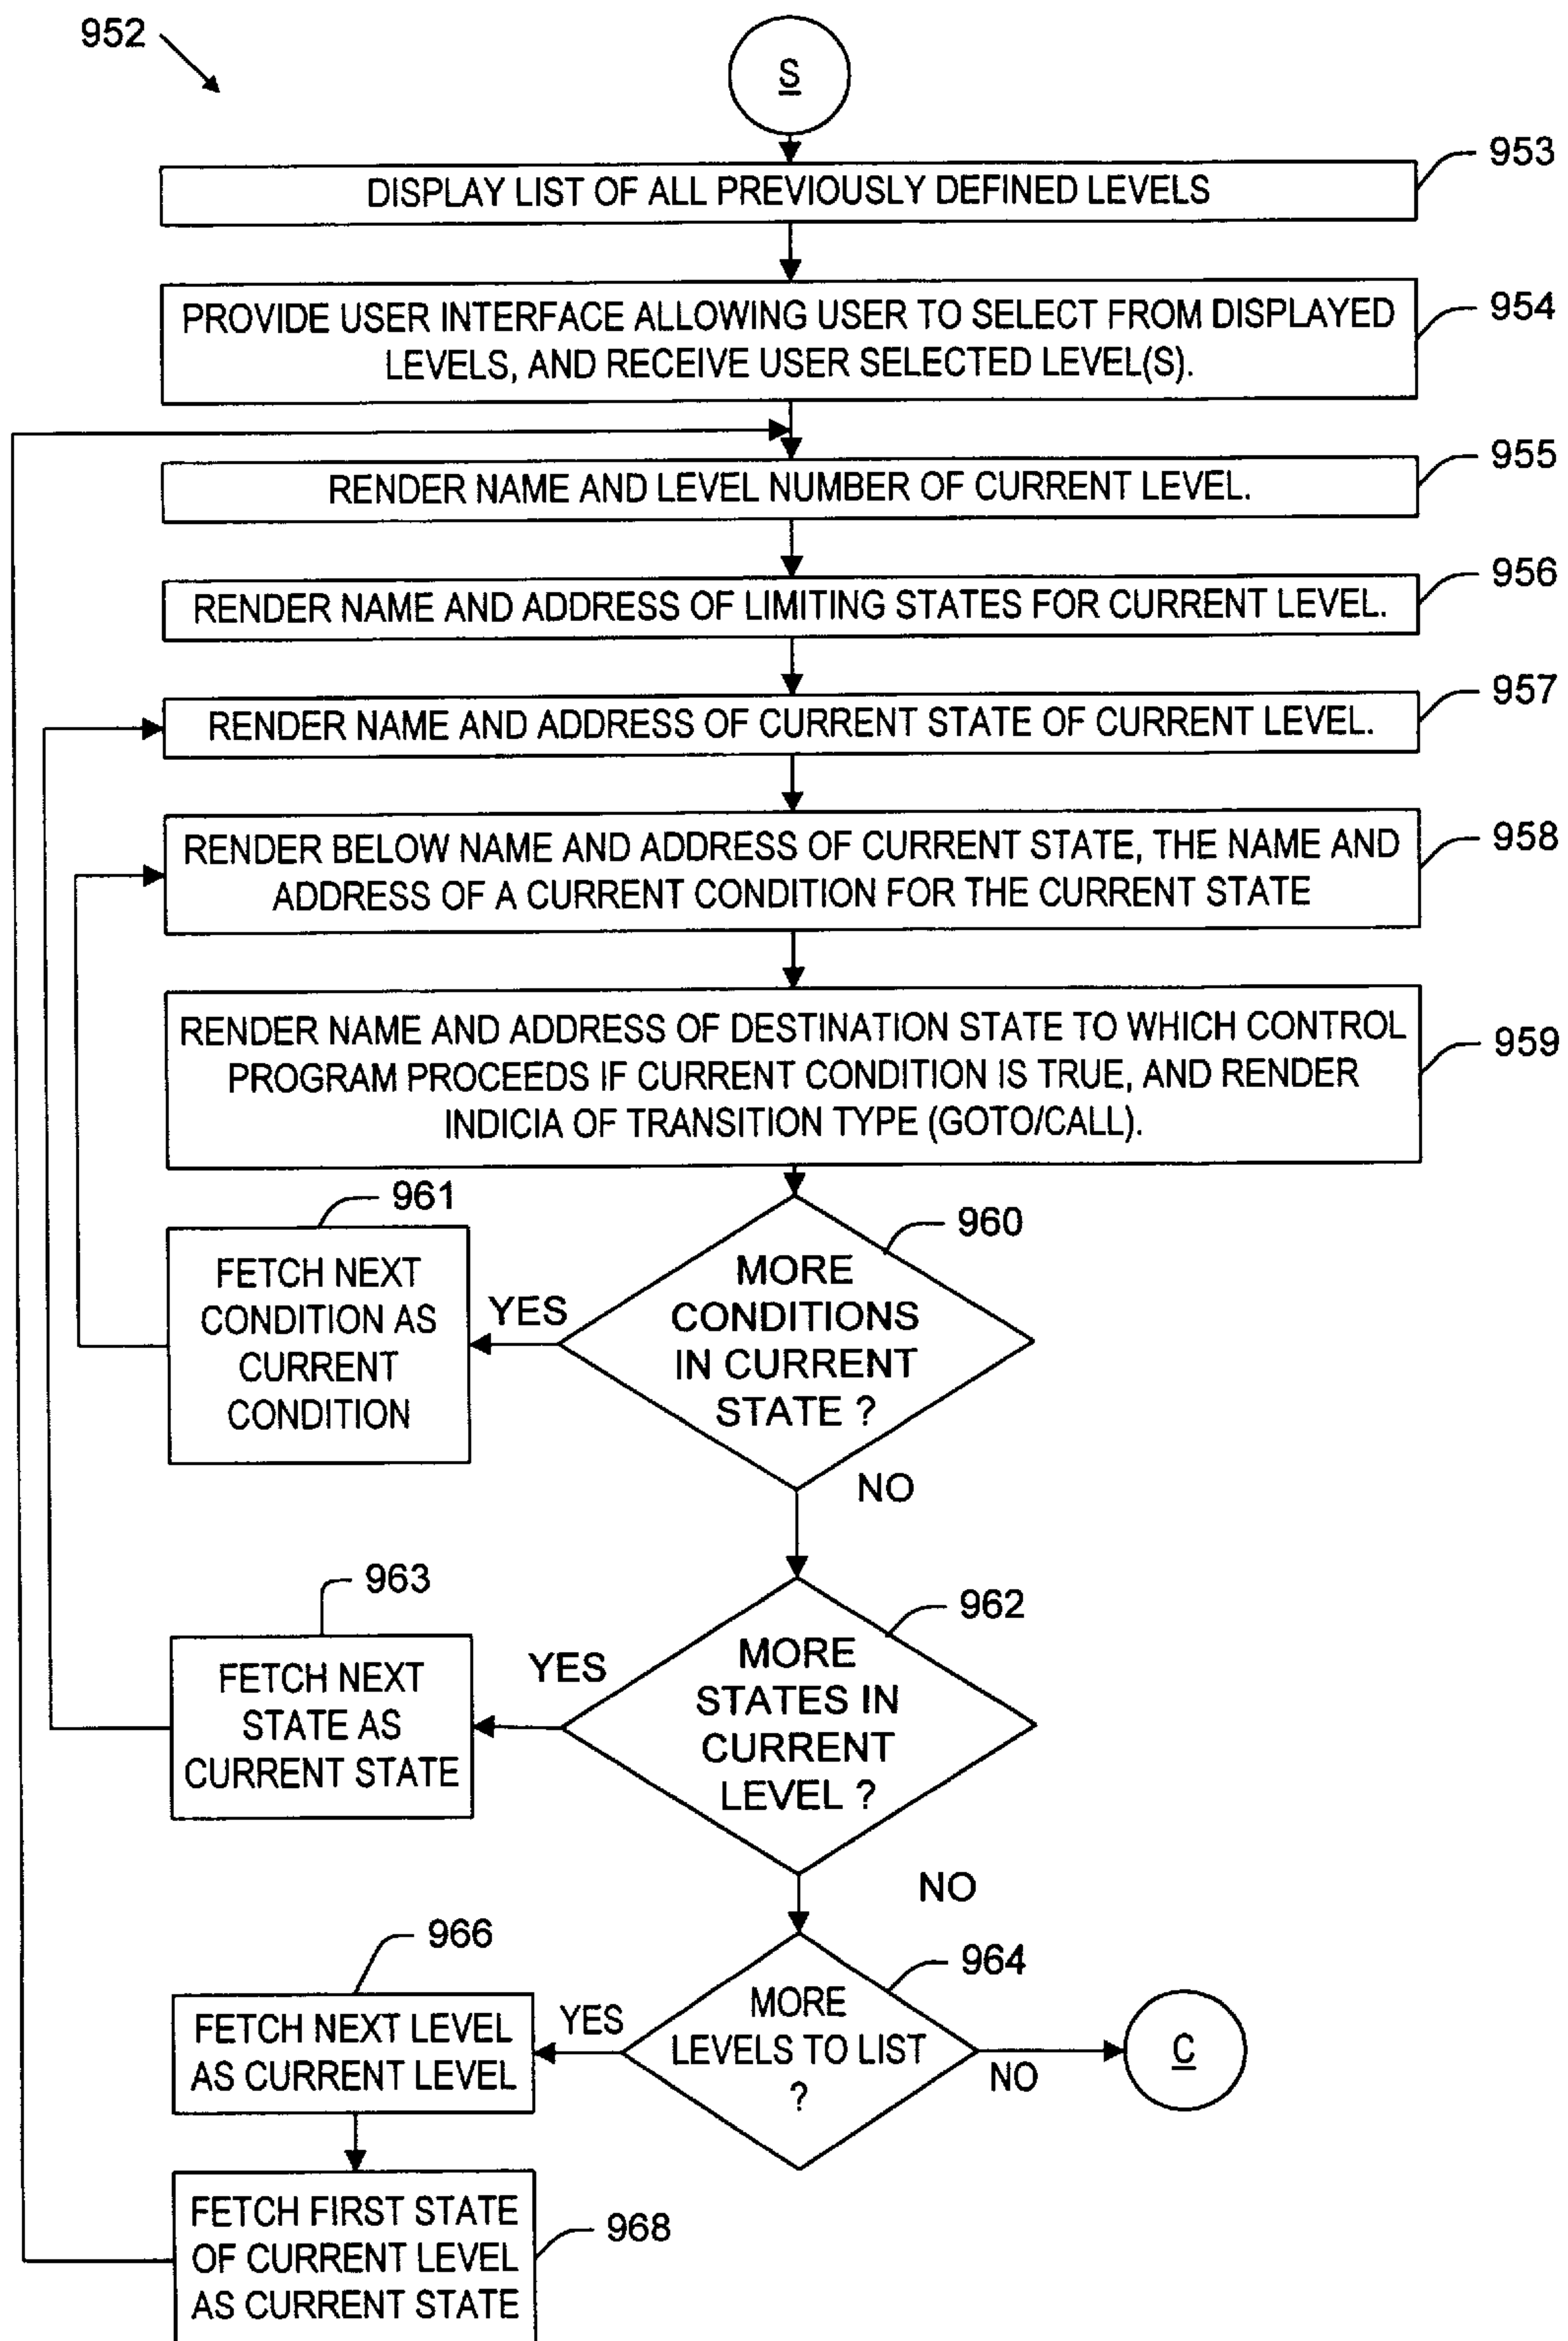 952
S
953
DISPLAY LIST OF ALL PREVIOUSLY DEFINED LEVELS
954
PROVIDE USER INTERFACE ALLOWING USER TO SELECT FROM DISPLAYED
LEVELS, AND RECEIVE USER SELECTED LEVEL(S).
955
RENDER NAME AND LEVEL NUMBER OF CURRENT LEVEL.
956
RENDER NAME AND ADDRESS OF LIMITING STATES FOR CURRENT LEVEL.
957
RENDER NAME AND ADDRESS OF CURRENT STATE OF CURRENT LEVEL.
958
RENDER BELOW NAME AND ADDRESS OF CURRENT STATE, THE NAME AND
ADDRESS OF A CURRENT CONDITION FOR THE CURRENT STATE
959
RENDER NAME AND ADDRESS OF DESTINATION STATE TO WHICH CONTROL
PROGRAM PROCEEDS IF CURRENT CONDITION IS TRUE, AND RENDER
INDICIA OF TRANSITION TYPE (GOTO/CALL).
961
FETCH NEXT
CONDITION AS
CURRENT
CONDITION
YES
960
MORE
CONDITIONS
IN CURRENT
STATE ?
NO
963
FETCH NEXT
STATE AS
CURRENT STATE
YES
962
MORE
STATES IN
CURRENT
LEVEL ?
NO
966
FETCH NEXT LEVEL
AS CURRENT LEVEL
YES
964
MORE
LEVELS TO LIST
?
NO
C
FETCH FIRST STATE
OF CURRENT LEVEL
AS CURRENT STATE
968